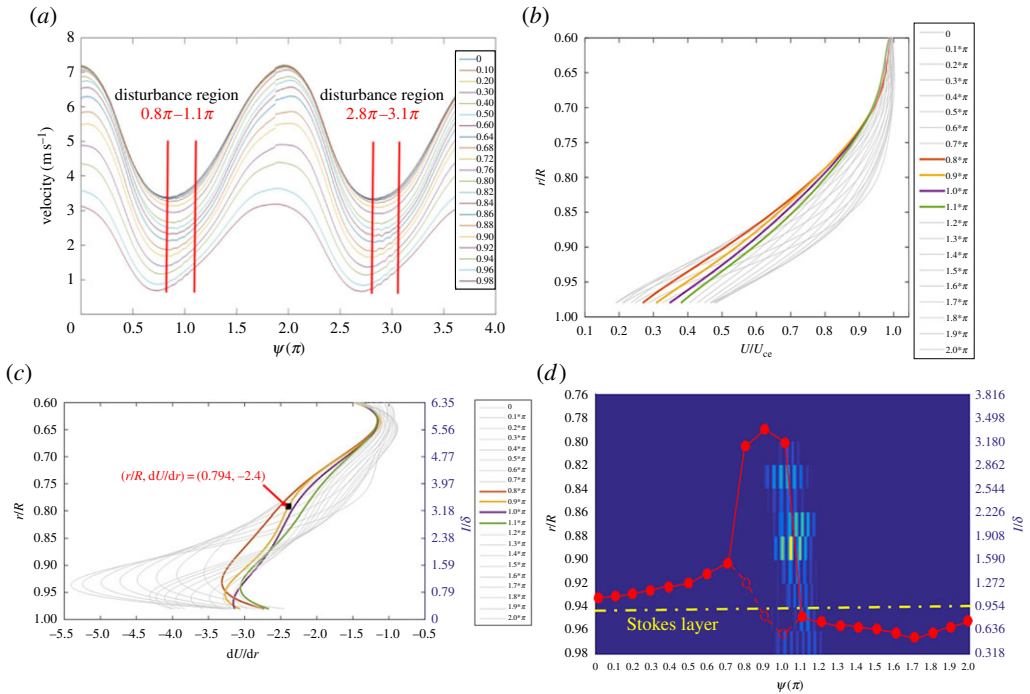 (a)
velocity (m s⁻¹)
8
7
6
5
4
3
2
1
disturbance region
0.8π–1.1π
disturbance region
2.8π–3.1π
0
0.5
1.0
1.5
2.0
2.5
3.0
3.5
4.0
ψ(π)
0
0.10
0.20
0.30
0.40
0.50
0.60
0.64
0.68
0.72
0.76
0.80
0.82
0.84
0.86
0.88
0.90
0.92
0.94
0.96
0.98
(b)
r/R
0.60
0.65
0.70
0.75
0.80
0.85
0.90
0.95
1.00
0.1
0.2
0.3
0.4
0.5
0.6
0.7
0.8
0.9
1.0
U/Uce
0
0.1*π
0.2*π
0.3*π
0.4*π
0.5*π
0.6*π
0.7*π
0.8*π
0.9*π
1.0*π
1.1*π
1.2*π
1.3*π
1.4*π
1.5*π
1.6*π
1.7*π
1.8*π
1.9*π
2.0*π
(c)
r/R
0.60
0.65
0.70
0.75
0.80
0.85
0.90
0.95
1.00
(r/R, dU/dr) = (0.794, −2.4)
−5.5
−5.0
−4.5
−4.0
−3.5
−3.0
−2.5
−2.0
−1.5
−1.0
−0.5
dU/dr
6.35
5.56
4.76
3.97
3.18
2.38
1.59
0.79
0
l/δ
0
0.1*π
0.2*π
0.3*π
0.4*π
0.5*π
0.6*π
0.7*π
0.8*π
0.9*π
1.0*π
1.1*π
1.2*π
1.3*π
1.4*π
1.5*π
1.6*π
1.7*π
1.8*π
1.9*π
2.0*π
(d)
r/R
0.76
0.78
0.80
0.82
0.84
0.86
0.88
0.90
0.92
0.94
0.96
0.98
Stokes layer
0
0.1
0.2
0.3
0.4
0.5
0.6
0.7
0.8
0.9
1.0
1.1
1.2
1.3
1.4
1.5
1.6
1.7
1.8
1.9
2.0
ψ(π)
3.816
3.498
3.180
2.862
2.544
2.226
1.908
1.590
1.272
0.954
0.636
0.318
l/δ